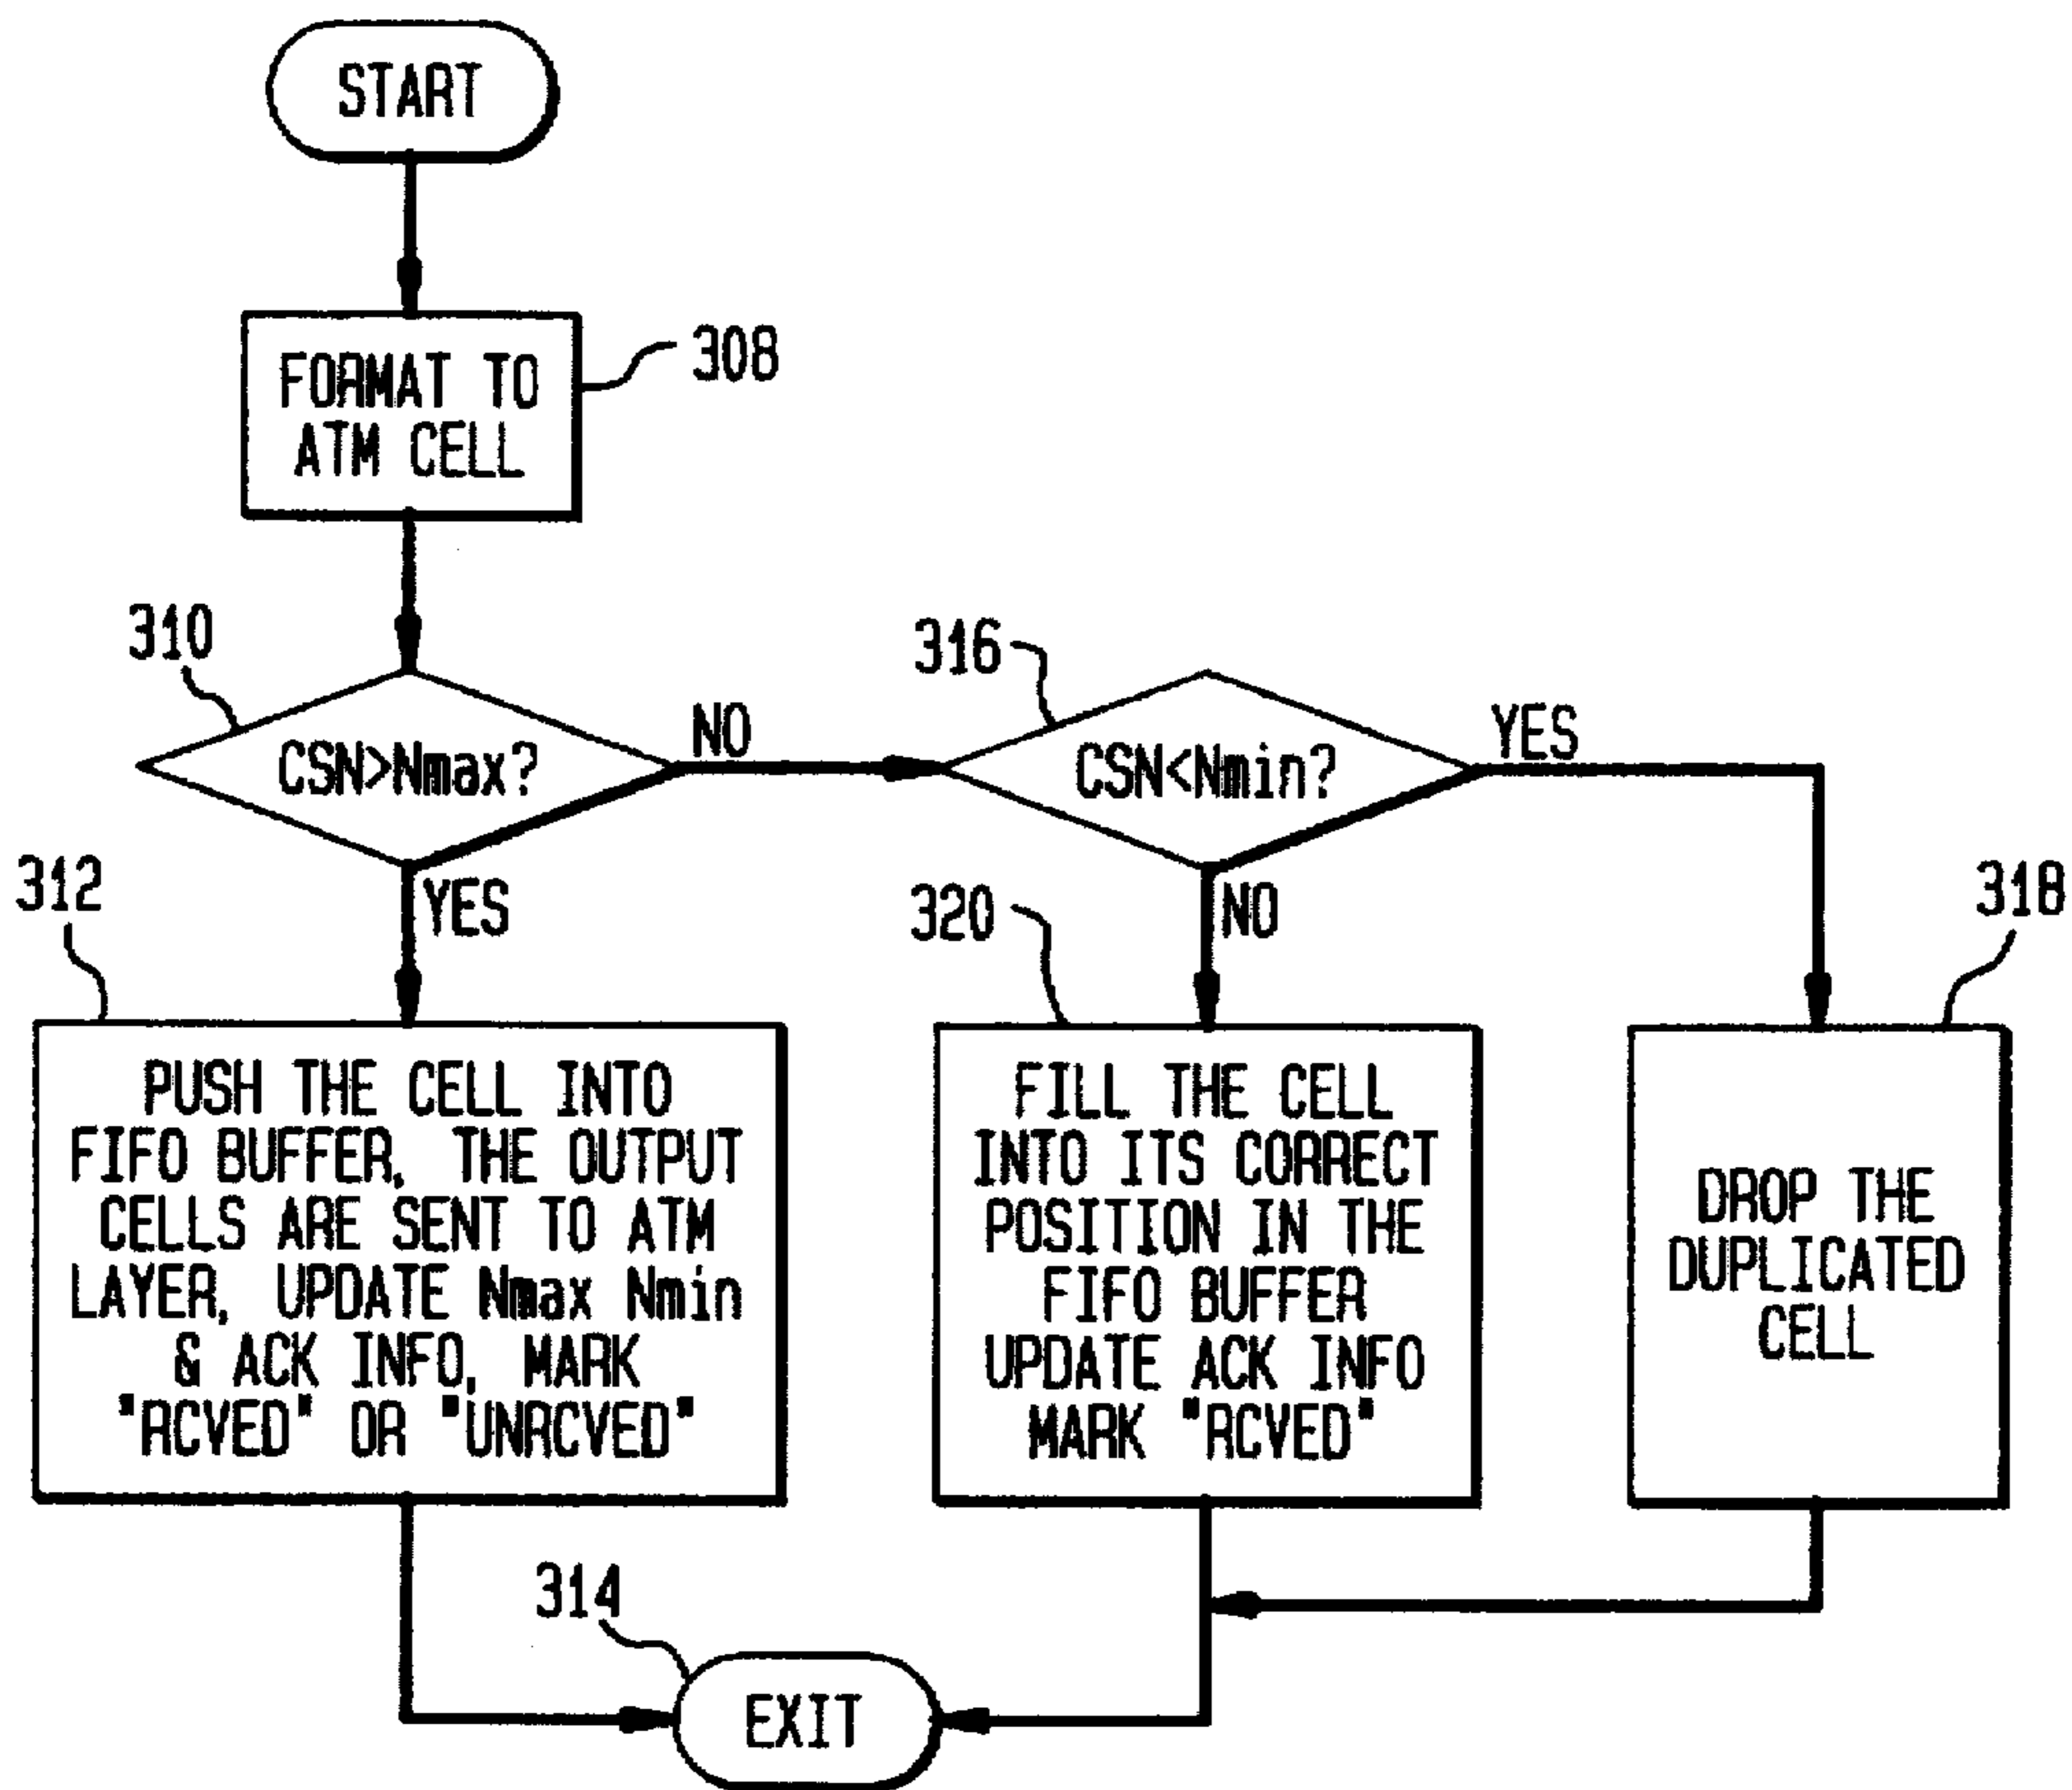 START
FORMAT TO
ATM CELL
308
310
CSN>Nmax?
NO
YES
316
CSN<Nmin?
YES
NO
312
PUSH THE CELL INTO
FIFO BUFFER, THE OUTPUT
CELLS ARE SENT TO ATM
LAYER, UPDATE Nmax Nmin
& ACK INFO, MARK
"RCVED" OR "UNRCVED"
320
FILL THE CELL
INTO ITS CORRECT
POSITION IN THE
FIFO BUFFER
UPDATE ACK INFO
MARK "RCVED"
318
DROP THE
DUPLICATED
CELL
314
EXIT